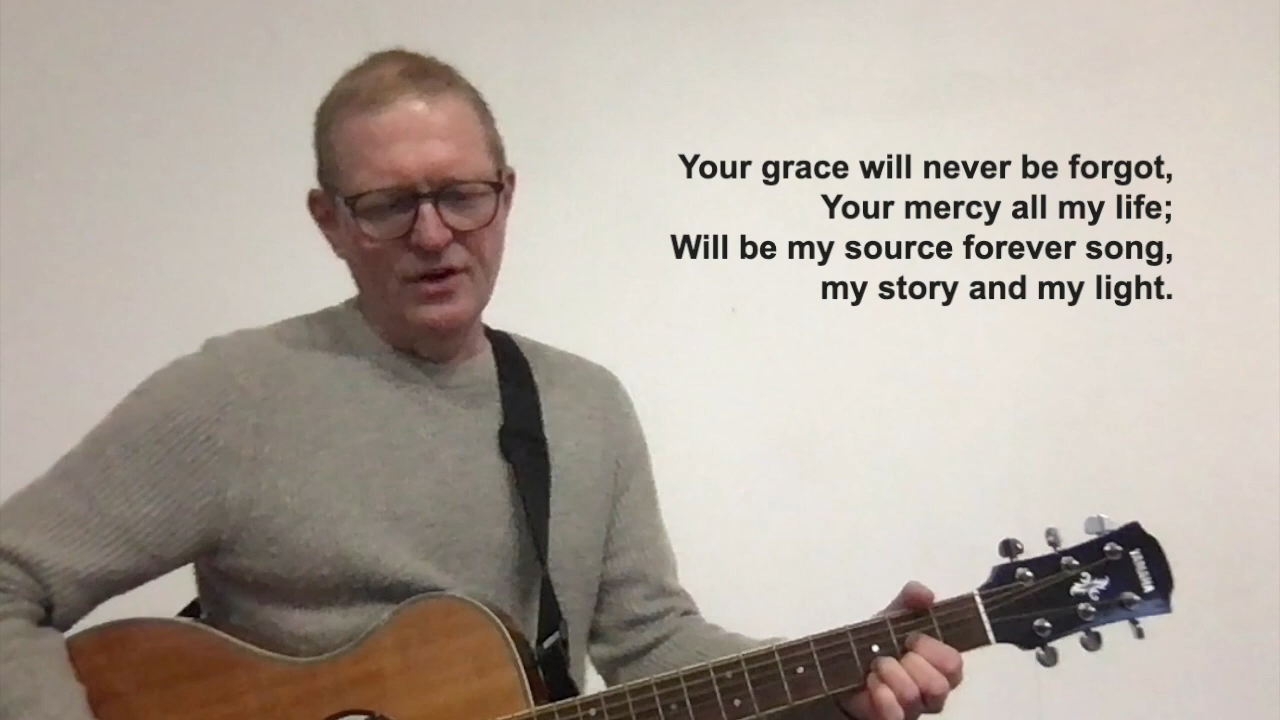 Your grace will never be forgot,
Your mercy all my life;
Will be my source forever song,
my story and my light.
YAMAHA